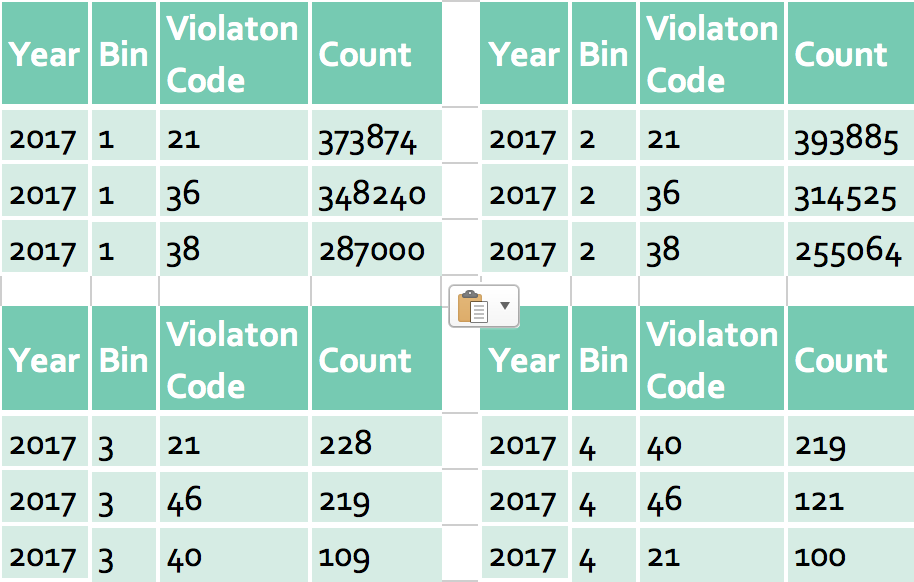 Year Bin Violaton Code Count Year Bin Violaton Code Count
2017 1 21 373874 2017 2 21 393885
2017 1 36 348240 2017 2 36 314525
2017 1 38 287000 2017 2 38 255064
Year Bin Violaton Code Count Year Bin Violaton Code Count
2017 3 21 228 2017 4 40 219
2017 3 46 219 2017 4 46 121
2017 3 40 109 2017 4 21 100